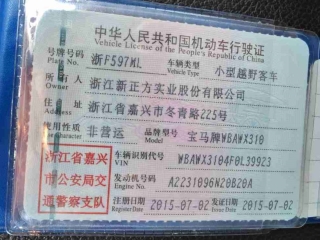 中华人民共和国机动车行驶证
Vehicle License of the People's Republic of China
号牌号码 浙F597ML 车辆类型 小型越野客车
Plate No. Vehicle Type
所有人 浙江新正方实业股份有限公司
Owner
住址 浙江省嘉兴市冬青路225号
Address
使用性质 非营运 品牌型号 宝马牌WBAWX310
Use Character Model
浙江省嘉兴市公安局交通警察支队
车辆识别代号 WBAWX3104F0L39923
VIN
发动机号码 A2231096N20B20A
Engine No.
注册日期 2015-07-02 发证日期 2015-07-02
Register Date Issue Date